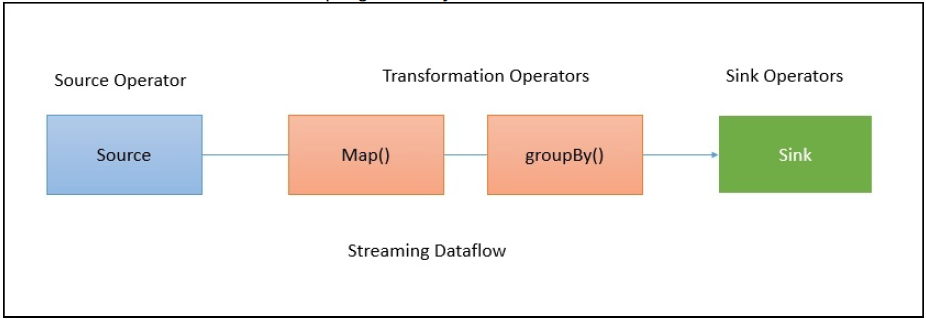 Source Operator
Transformation Operators
Sink Operators
Source
Map()
groupBy()
Sink
Streaming Dataflow